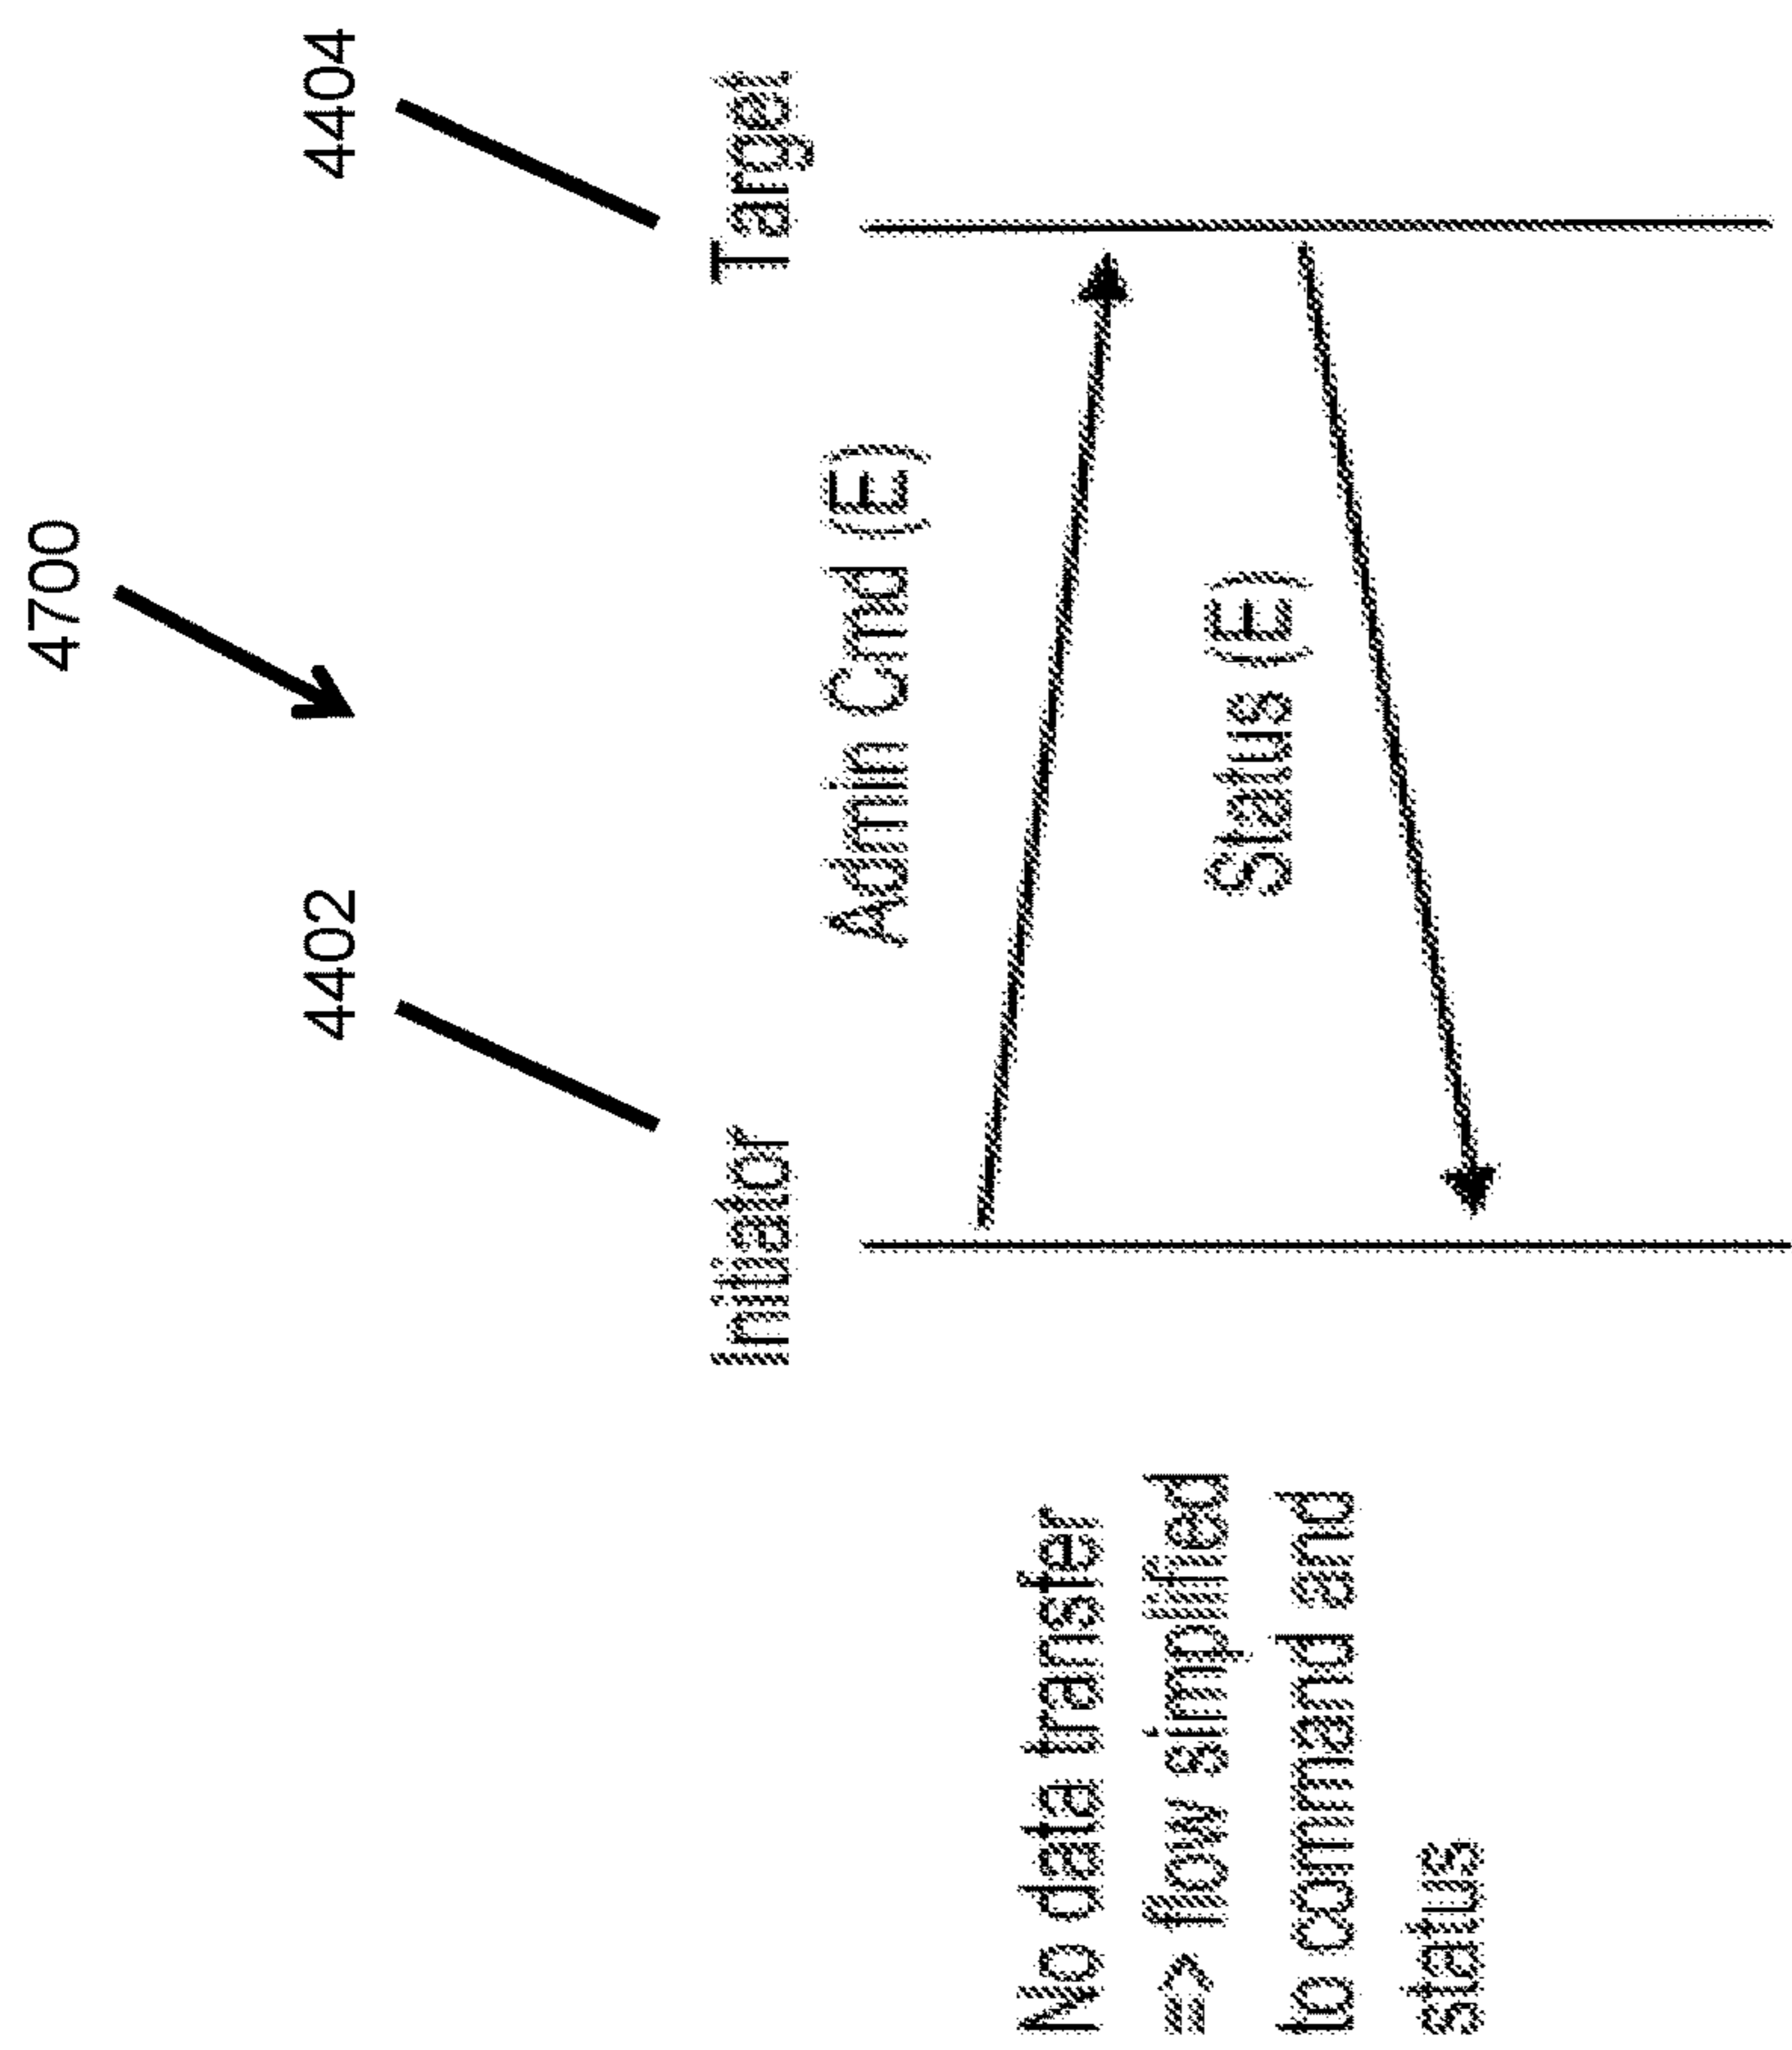 4700
4402
4404
Initiator
Target
Admin Cmd (E)
Status (E)
No data transfer
=> flow simplified
to command and
status